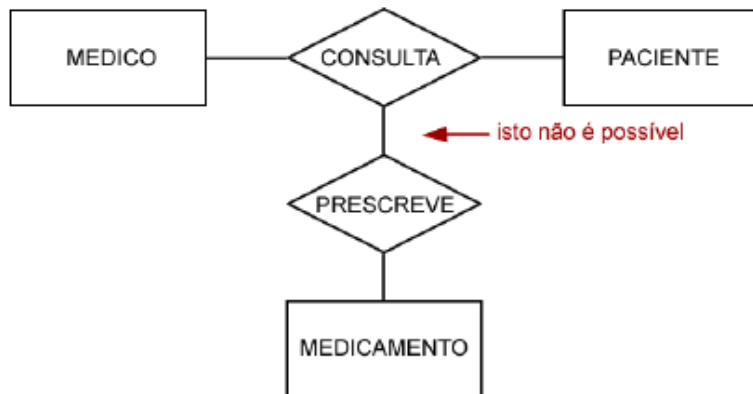 MEDICO
CONSULTA
PACIENTE
isto não é possível
PRESCREVE
MEDICAMENTO